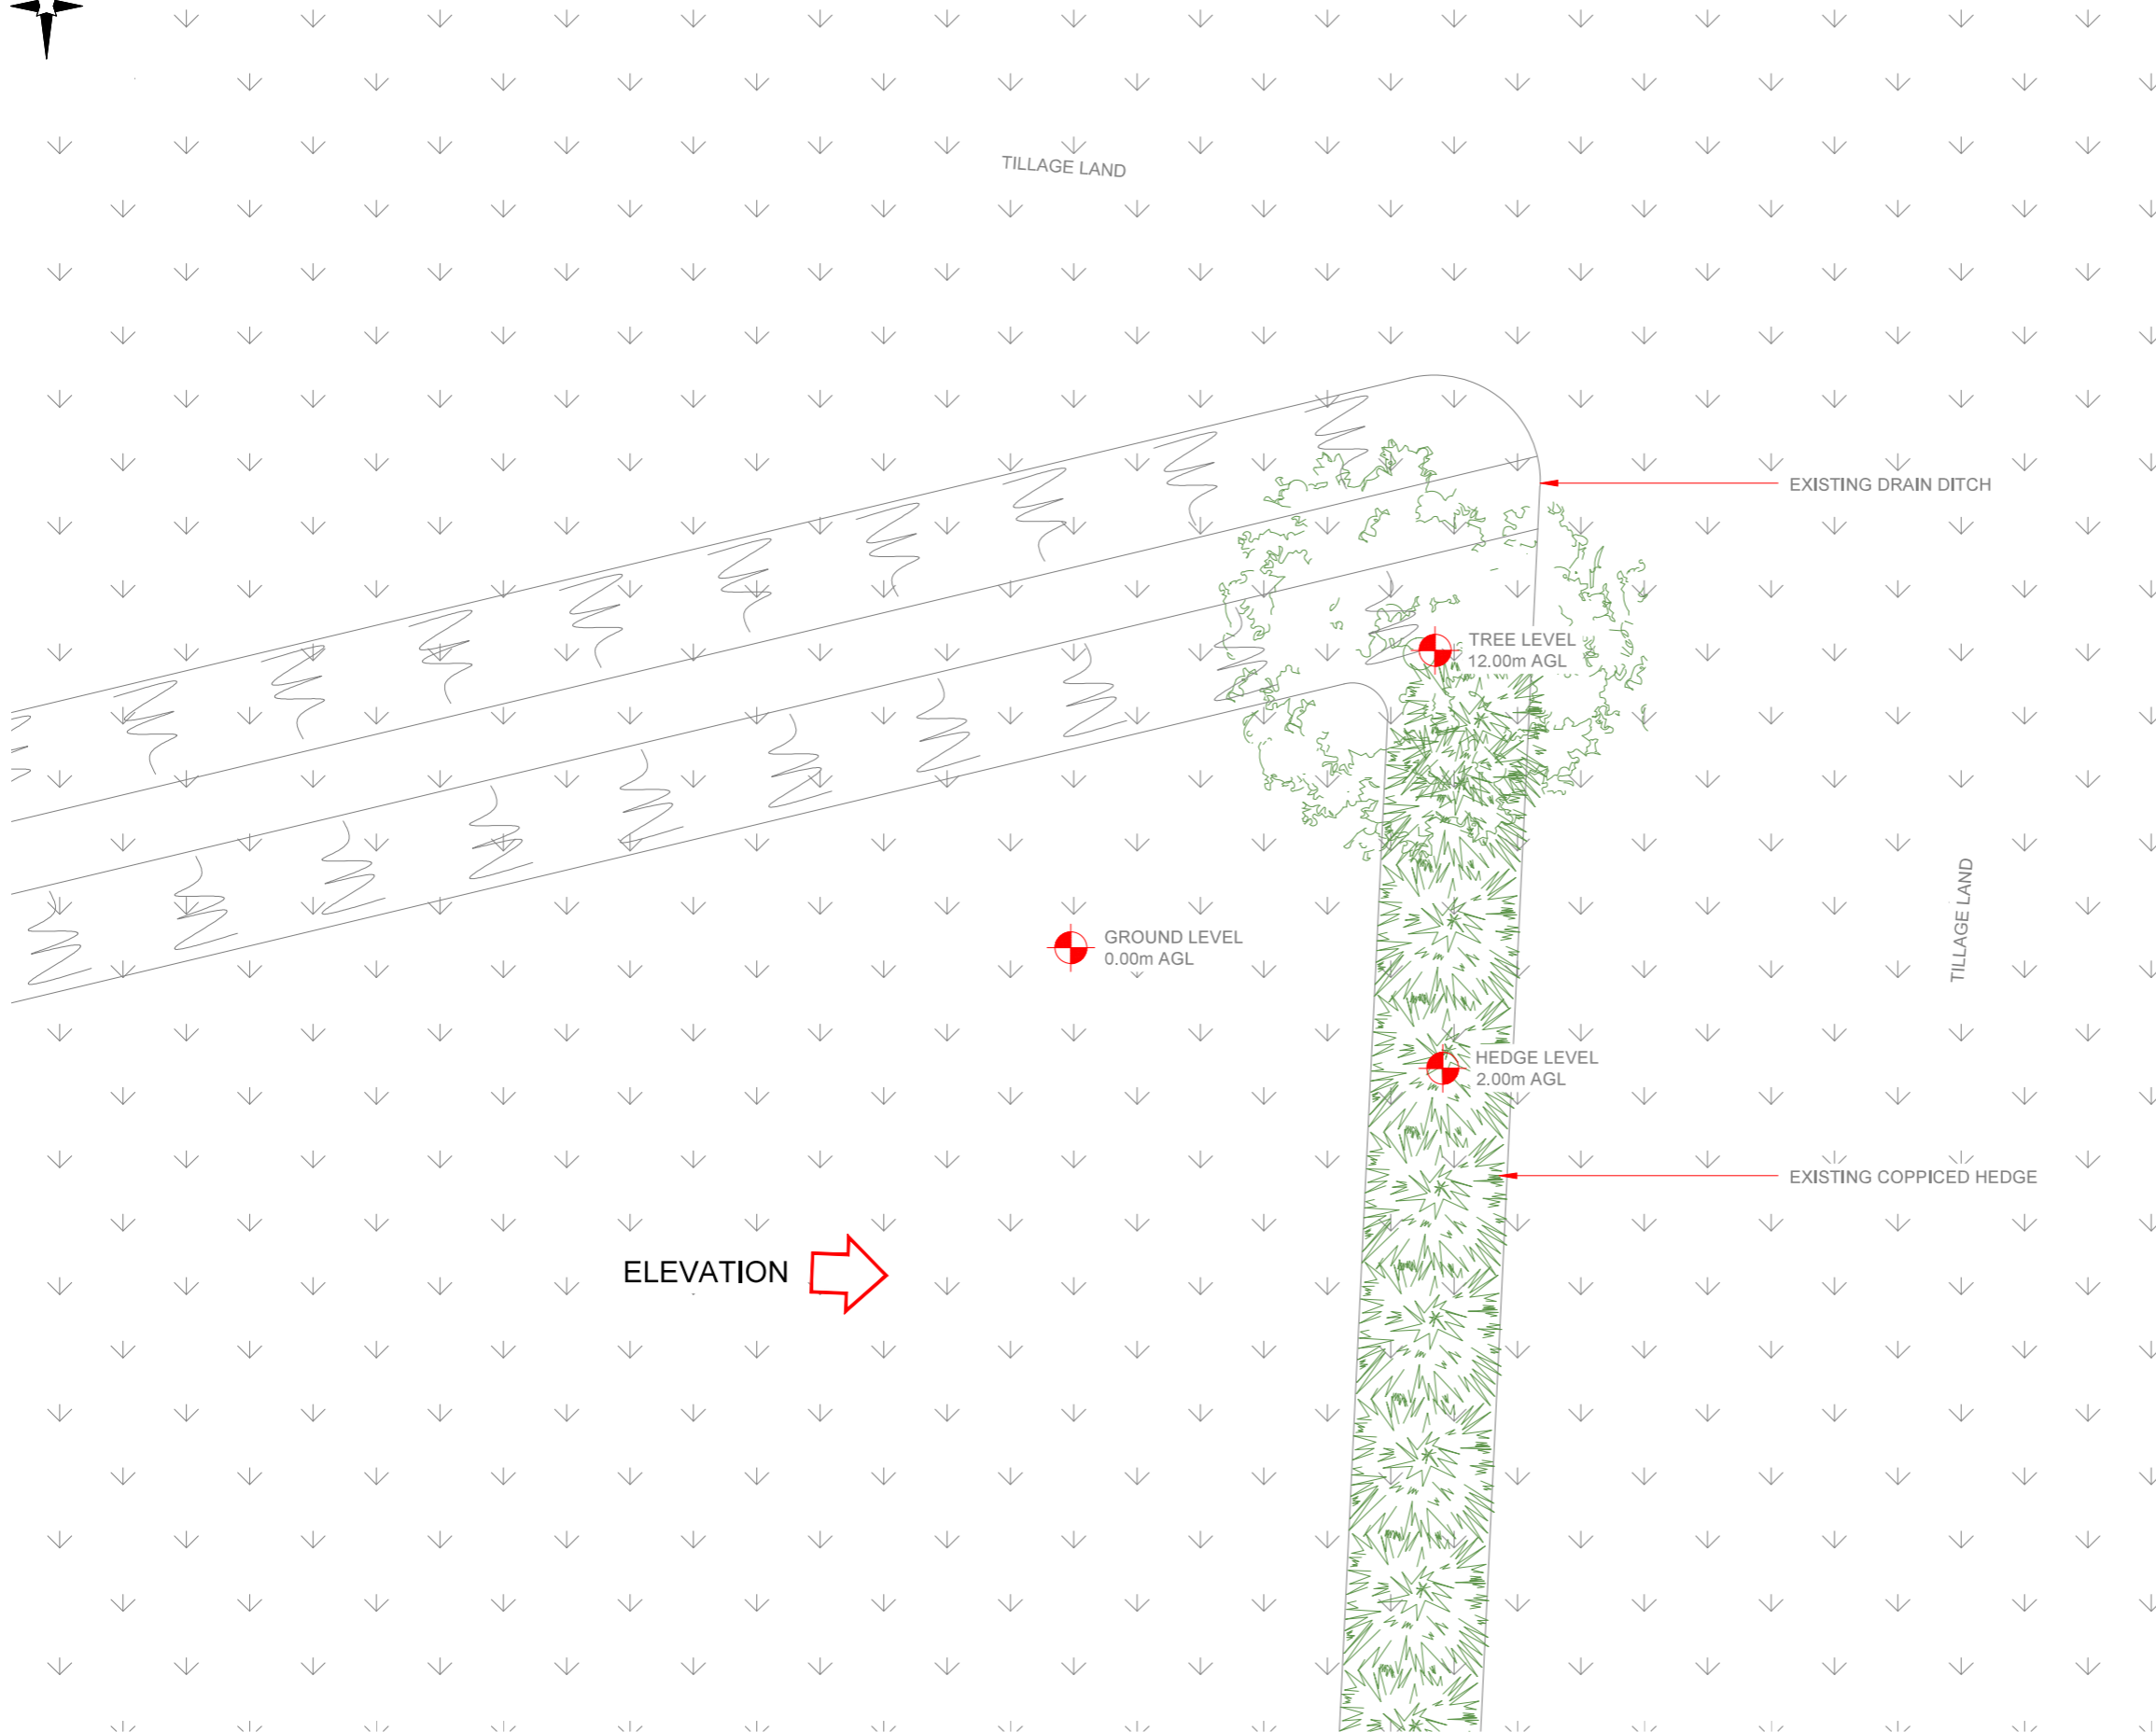 TILLAGE LAND
EXISTING DRAIN DITCH
TREE LEVEL
12.00m AGL
TILLAGE LAND
GROUND LEVEL
0.00m AGL
HEDGE LEVEL
2.00m AGL
EXISTING COPPICED HEDGE
ELEVATION